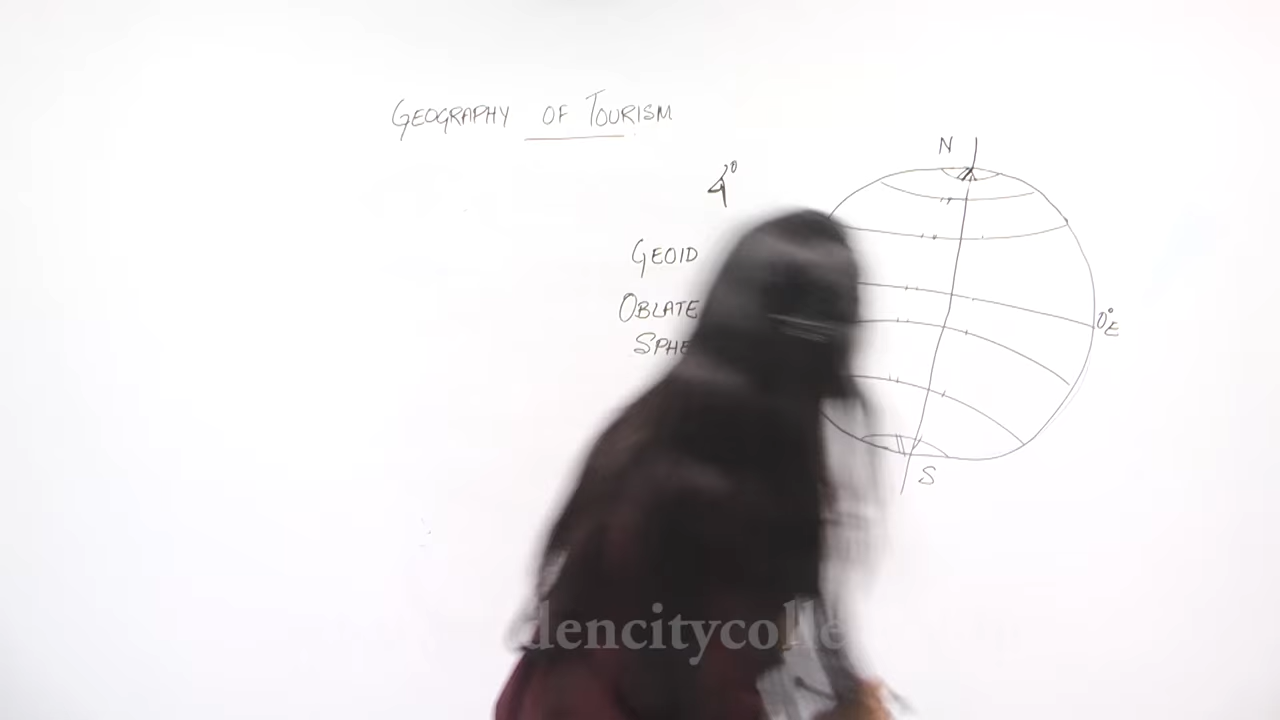 GEOGRAPHY OF TOURISM
N
GEOID
OBLATE
SPHE
0°E
S
dencitycolle